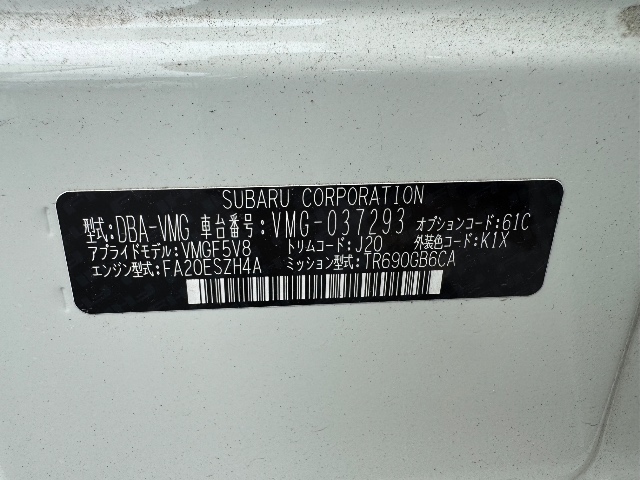 SUBARU CORPORATION
型式:DBA-VMG 車台番号:VMG-037293 オプションコード:61C
アプライドモデル:VMGF5V8 トリムコード:J20 外装色コード:K1X
エンジン型式:FA20ESZH4A ミッション型式:TR690GB6CA